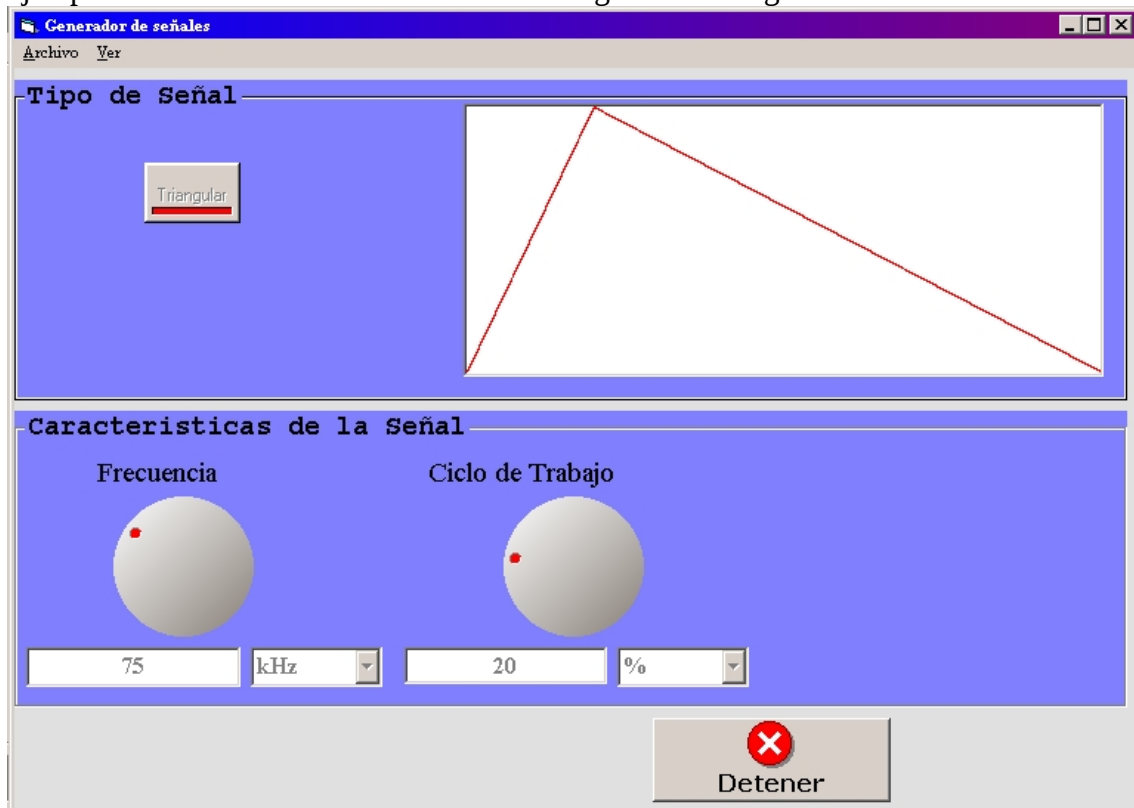 Generador de señales
Archivo Ver
Tipo de Señal
Triangular
Caracteristicas de la Señal
Frecuencia Ciclo de Trabajo
75 kHz 20 %
Detener